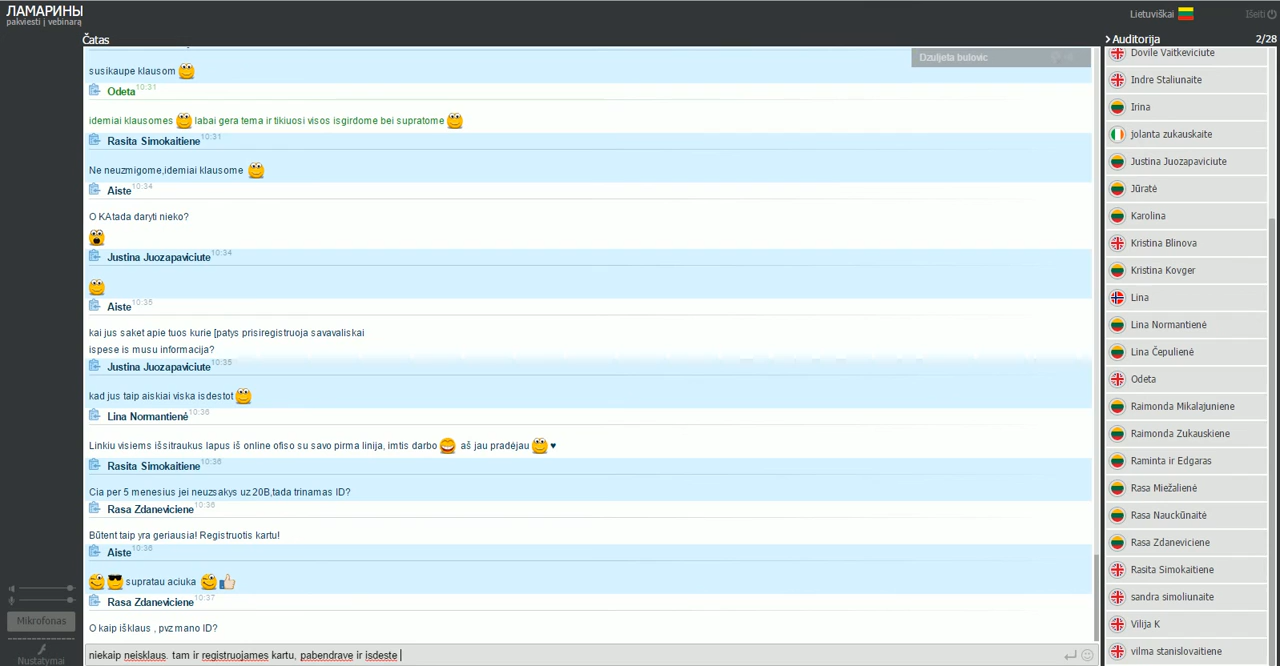 ЛАМАРИНЫ
pakviesti į vebinarą
Lietuviškai
Išeiti
Čatas
Auditorija 2/28
Dzuljeta bulovic
susikaupe klausom
Odeta 10:31
idemiai klausomes labai gera tema ir tikiuosi visos isgirdome bei supratome
Rasita Simokaitiene 10:31
Ne neuzmigome,idemiai klausome
Aiste 10:34
O KAtada daryti nieko?
Justina Juozapaviciute 10:34
Aiste 10:35
kai jus saket apie tuos kurie [patys prisiregistruoja savavaliskai
ispese is musu informacija?
Justina Juozapaviciute 10:35
kad jus taip aiskiai viska isdestot
Lina Normantienė 10:36
Linkiu visiems išsitraukus lapus iš online ofiso su savo pirma linija, imtis darbo aš jau pradėjau ♥
Rasita Simokaitiene 10:36
Cia per 5 menesius jei neuzsakys uz 20B,tada trinamas ID?
Rasa Zdaneviciene 10:36
Būtent taip yra geriausia! Registruotis kartu!
Aiste 10:36
supratau aciuka
Rasa Zdaneviciene 10:37
O kaip išklaus , pvz mano ID?
niekaip neisklaus. tam ir registruojames kartu, pabendrave ir isdeste
Mikrofonas
Nustatymai
Dovile Vaitkeviciute
Indre Staliunaite
Irina
jolanta zukauskaite
Justina Juozapaviciute
Jūratė
Karolina
Kristina Blinova
Kristina Kovger
Lina
Lina Normantienė
Lina Čepulienė
Odeta
Raimonda Mikalajuniene
Raimonda Zukauskiene
Raminta ir Edgaras
Rasa Miežalienė
Rasa Nauckūnaitė
Rasa Zdaneviciene
Rasita Simokaitiene
sandra simoliunaite
Vilija K
vilma stanislovaitiene